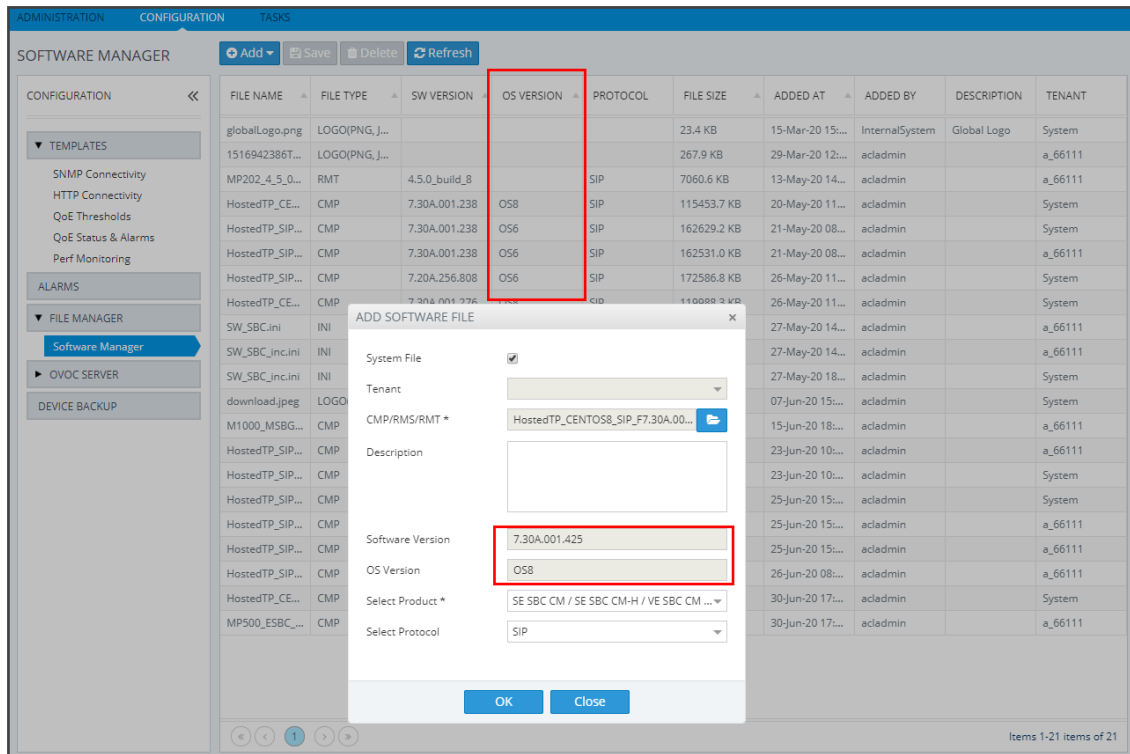 ADMINISTRATION CONFIGURATION TASKS
SOFTWARE MANAGER
Add Save Delete Refresh
CONFIGURATION
TEMPLATES
SNMP Connectivity
HTTP Connectivity
QoE Thresholds
QoE Status & Alarms
Perf Monitoring
ALARMS
FILE MANAGER
Software Manager
OVOC SERVER
DEVICE BACKUP
FILE NAME FILE TYPE SW VERSION OS VERSION PROTOCOL FILE SIZE ADDED AT ADDED BY DESCRIPTION TENANT
globalLogo.png LOGO(PNG, J... 23.4 KB 15-Mar-20 15:... InternalSystem Global Logo System
1516942386T... LOGO(PNG, J... 267.9 KB 29-Mar-20 12:... acladmin a_66111
MP202_4_5_0... RMT 4.5.0_build_8 SIP 7060.6 KB 13-May-20 14... acladmin a_66111
HostedTP_CE... CMP 7.30A.001.238 OS8 SIP 115453.7 KB 20-May-20 11... acladmin System
HostedTP_SIP... CMP 7.30A.001.238 OS6 SIP 162629.2 KB 21-May-20 08... acladmin System
HostedTP_SIP... CMP 7.30A.001.238 OS6 SIP 162531.0 KB 21-May-20 08... acladmin a_66111
HostedTP_SIP... CMP 7.20A.256.808 OS6 SIP 172586.8 KB 26-May-20 11... acladmin System
HostedTP_CE... CMP 7.30A.001.276 OS8 SIP 119988.3 KB 26-May-20 11... acladmin System
SW_SBC.ini INI 27-May-20 14... acladmin a_66111
SW_SBC_inc.ini INI 27-May-20 14... acladmin a_66111
SW_SBC_inc.ini INI 27-May-20 18... acladmin System
download.jpeg LOGO 07-Jun-20 15:... acladmin a_66111
M1000_MSBG... CMP 15-Jun-20 18:... acladmin a_66111
HostedTP_SIP... CMP 23-Jun-20 10:... acladmin a_66111
HostedTP_SIP... CMP 23-Jun-20 10:... acladmin System
HostedTP_SIP... CMP 25-Jun-20 15:... acladmin System
HostedTP_SIP... CMP 25-Jun-20 15:... acladmin a_66111
HostedTP_SIP... CMP 25-Jun-20 15:... acladmin a_66111
HostedTP_SIP... CMP 26-Jun-20 08:... acladmin a_66111
HostedTP_CE... CMP 30-Jun-20 17:... acladmin System
MP500_ESBC_... CMP 30-Jun-20 17:... acladmin a_66111
ADD SOFTWARE FILE ×
System File
Tenant
CMP/RMS/RMT * HostedTP_CENTOS8_SIP_F7.30A.00...
Description
Software Version 7.30A.001.425
OS Version OS8
Select Product * SE SBC CM / SE SBC CM-H / VE SBC CM ...
Select Protocol SIP
OK Close
1
Items 1-21 items of 21